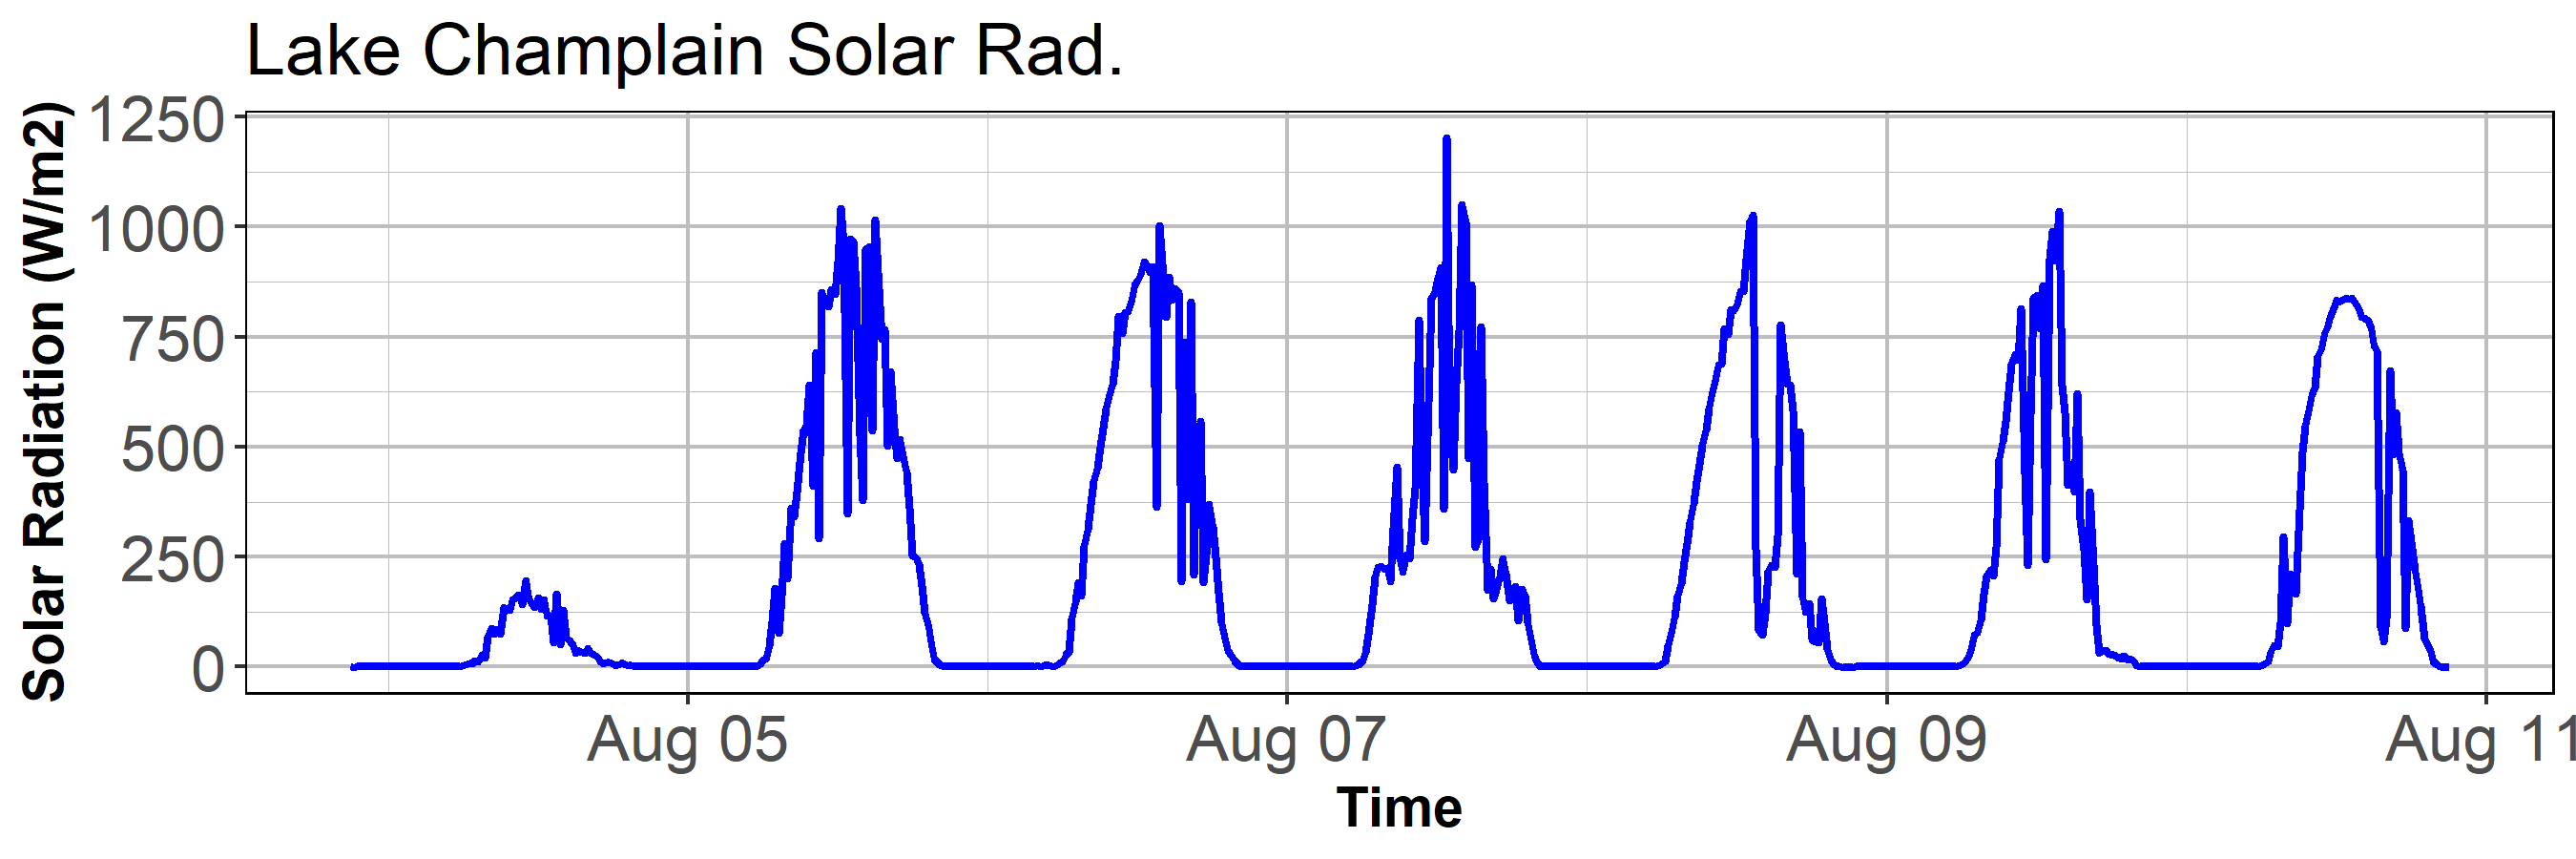 Lake Champlain Solar Rad.
Solar Radiation (W/m2)
1250
1000
750
500
250
0
Aug 05 Aug 07 Aug 09 Aug 11
Time